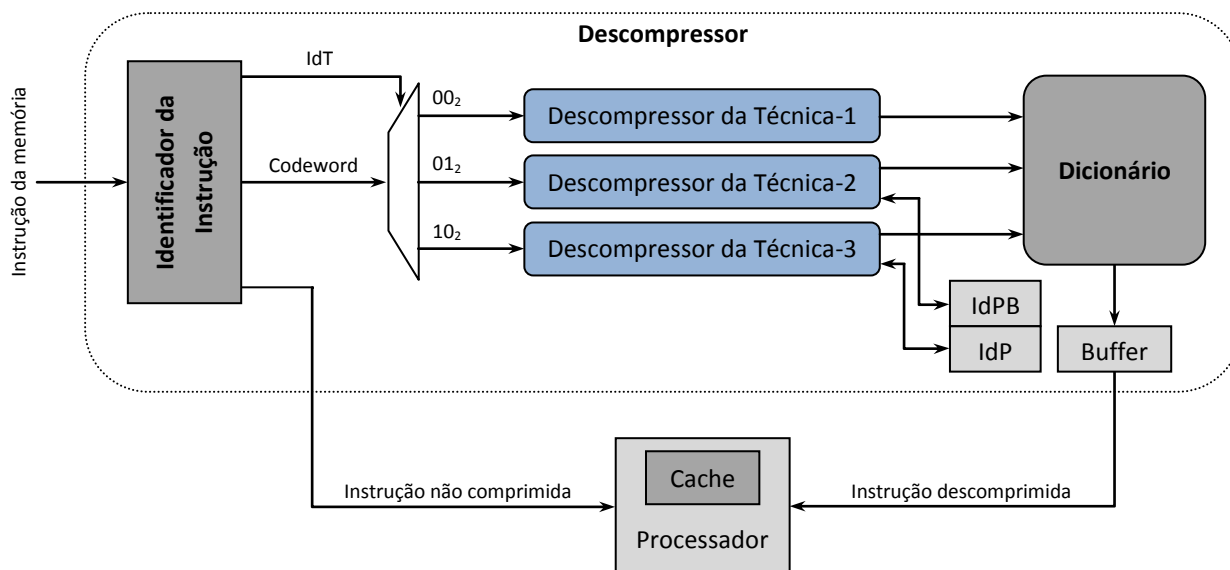 Descompressor
IdT
00₂
Descompressor da Técnica-1
Instrução da memória
Identificador da
Instrução
Codeword
01₂
Descompressor da Técnica-2
Dicionário
10₂
Descompressor da Técnica-3
IdPB
IdP
Buffer
Instrução não comprimida
Cache
Processador
Instrução descomprimida